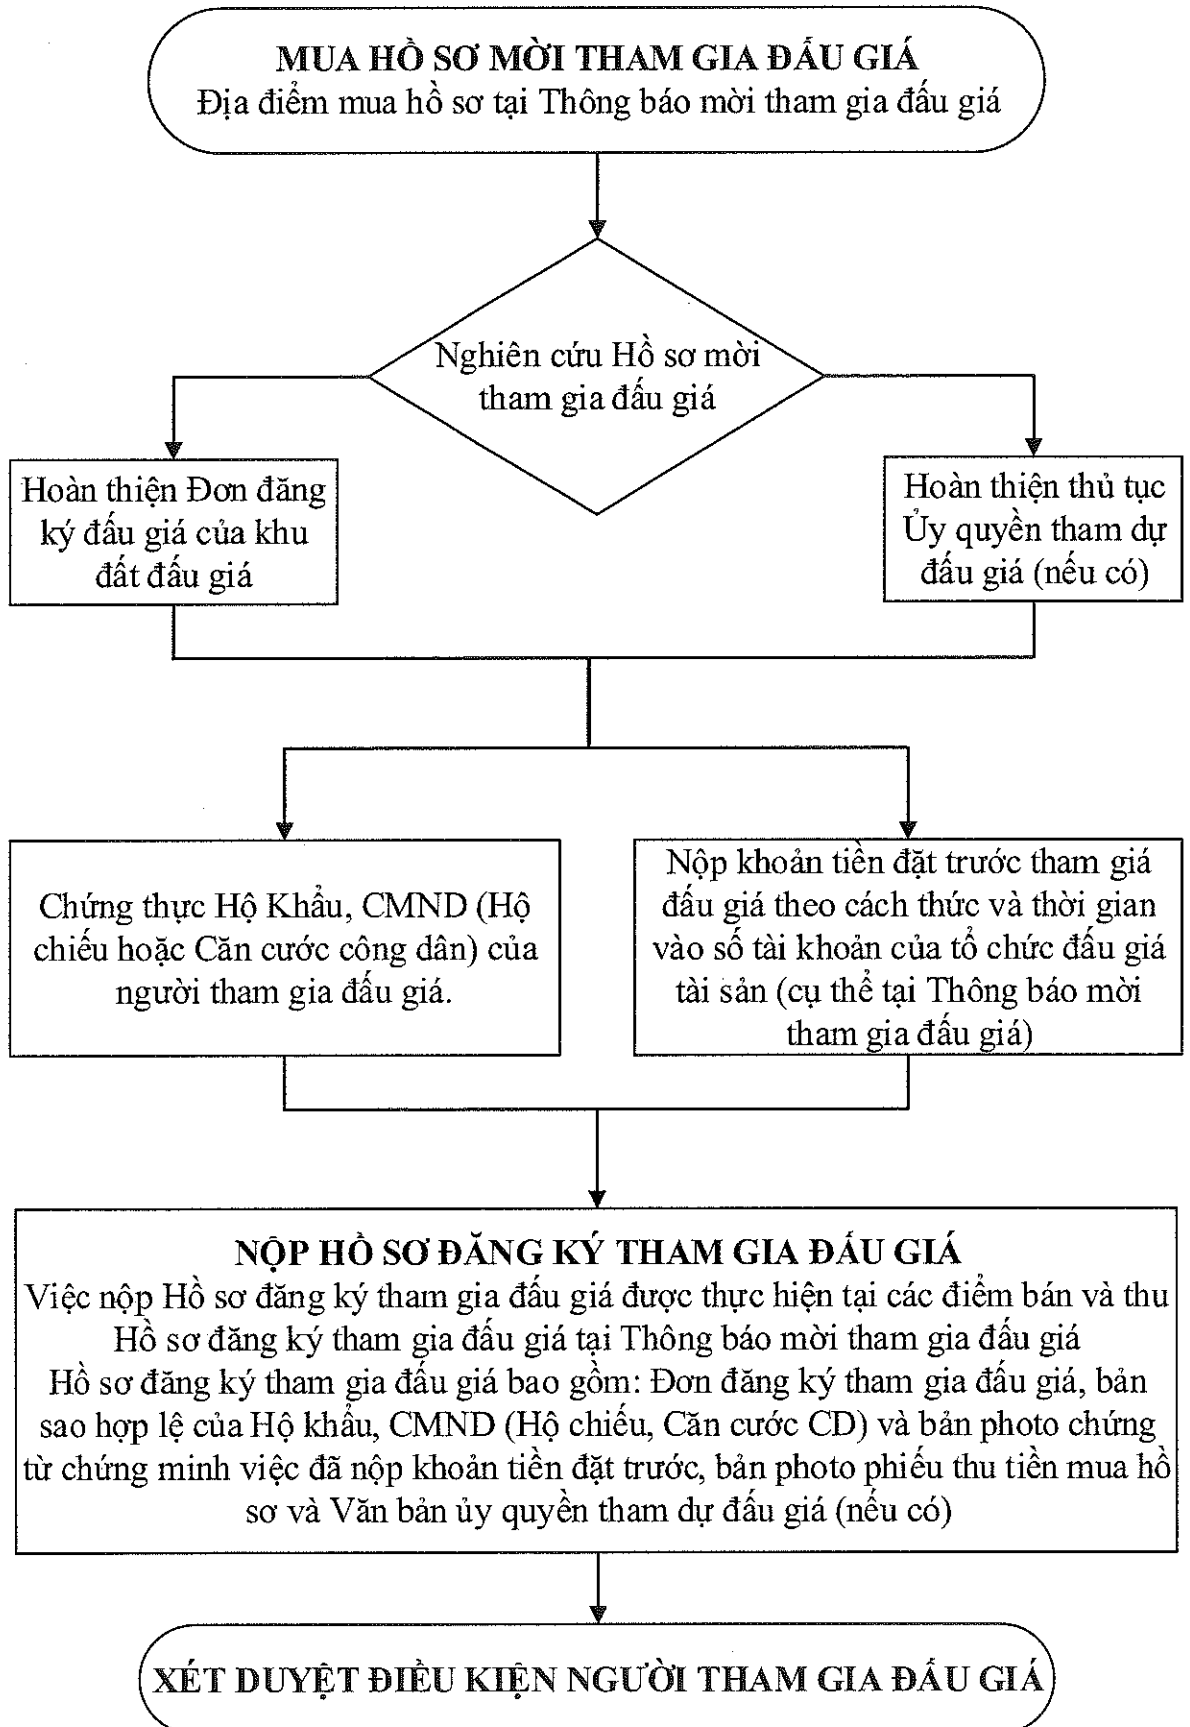 MUA HỒ SƠ MỜI THAM GIA ĐẤU GIÁ
Địa điểm mua hồ sơ tại Thông báo mời tham gia đấu giá
Nghiên cứu Hồ sơ mời
tham gia đấu giá
Hoàn thiện Đơn đăng
ký đấu giá của khu
đất đấu giá
Hoàn thiện thủ tục
Ủy quyền tham dự
đấu giá (nếu có)
Chứng thực Hộ Khẩu, CMND (Hộ
chiếu hoặc Căn cước công dân) của
người tham gia đấu giá.
Nộp khoản tiền đặt trước tham giá
đấu giá theo cách thức và thời gian
vào số tài khoản của tổ chức đấu giá
tài sản (cụ thể tại Thông báo mời
tham gia đấu giá)
NỘP HỒ SƠ ĐĂNG KÝ THAM GIA ĐẤU GIÁ
Việc nộp Hồ sơ đăng ký tham gia đấu giá được thực hiện tại các điểm bán và thu
Hồ sơ đăng ký tham gia đấu giá tại Thông báo mời tham gia đấu giá
Hồ sơ đăng ký tham gia đấu giá bao gồm: Đơn đăng ký tham gia đấu giá, bản
sao hợp lệ của Hộ khẩu, CMND (Hộ chiếu, Căn cước CD) và bản photo chứng
từ chứng minh việc đã nộp khoản tiền đặt trước, bản photo phiếu thu tiền mua hồ
sơ và Văn bản ủy quyền tham dự đấu giá (nếu có)
XÉT DUYỆT ĐIỀU KIỆN NGƯỜI THAM GIA ĐẤU GIÁ